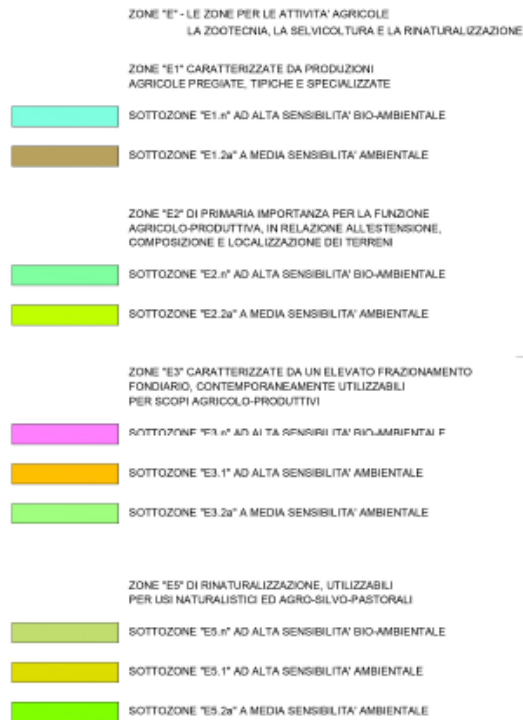 ZONE "E" - LE ZONE PER LE ATTIVITA' AGRICOLE
LA ZOOTECNIA, LA SELVICOLTURA E LA RINATURALIZZAZIONE
ZONE "E1" CARATTERIZZATE DA PRODUZIONI
AGRICOLE PREGIATE, TIPICHE E SPECIALIZZATE
SOTTOZONE "E1.n" AD ALTA SENSIBILITA' BIO-AMBIENTALE
SOTTOZONE "E1.2a" A MEDIA SENSIBILITA' AMBIENTALE
ZONE "E2" DI PRIMARIA IMPORTANZA PER LA FUNZIONE
AGRICOLO-PRODUTTIVA, IN RELAZIONE ALL'ESTENSIONE,
COMPOSIZIONE E LOCALIZZAZIONE DEI TERRENI
SOTTOZONE "E2.n" AD ALTA SENSIBILITA' BIO-AMBIENTALE
SOTTOZONE "E2.2a" A MEDIA SENSIBILITA' AMBIENTALE
ZONE "E3" CARATTERIZZATE DA UN ELEVATO FRAZIONAMENTO
FONDIARIO, CONTEMPORANEAMENTE UTILIZZABILI
PER SCOPI AGRICOLO-PRODUTTIVI
SOTTOZONE "E3.n" AD ALTA SENSIBILITA' BIO-AMBIENTALE
SOTTOZONE "E3.1" AD ALTA SENSIBILITA' AMBIENTALE
SOTTOZONE "E3.2a" A MEDIA SENSIBILITA' AMBIENTALE
ZONE "E5" DI RINATURALIZZAZIONE, UTILIZZABILI
PER USI NATURALISTICI ED AGRO-SILVO-PASTORALI
SOTTOZONE "E5.n" AD ALTA SENSIBILITA' BIO-AMBIENTALE
SOTTOZONE "E5.1" AD ALTA SENSIBILITA' AMBIENTALE
SOTTOZONE "E5.2a" A MEDIA SENSIBILITA' AMBIENTALE